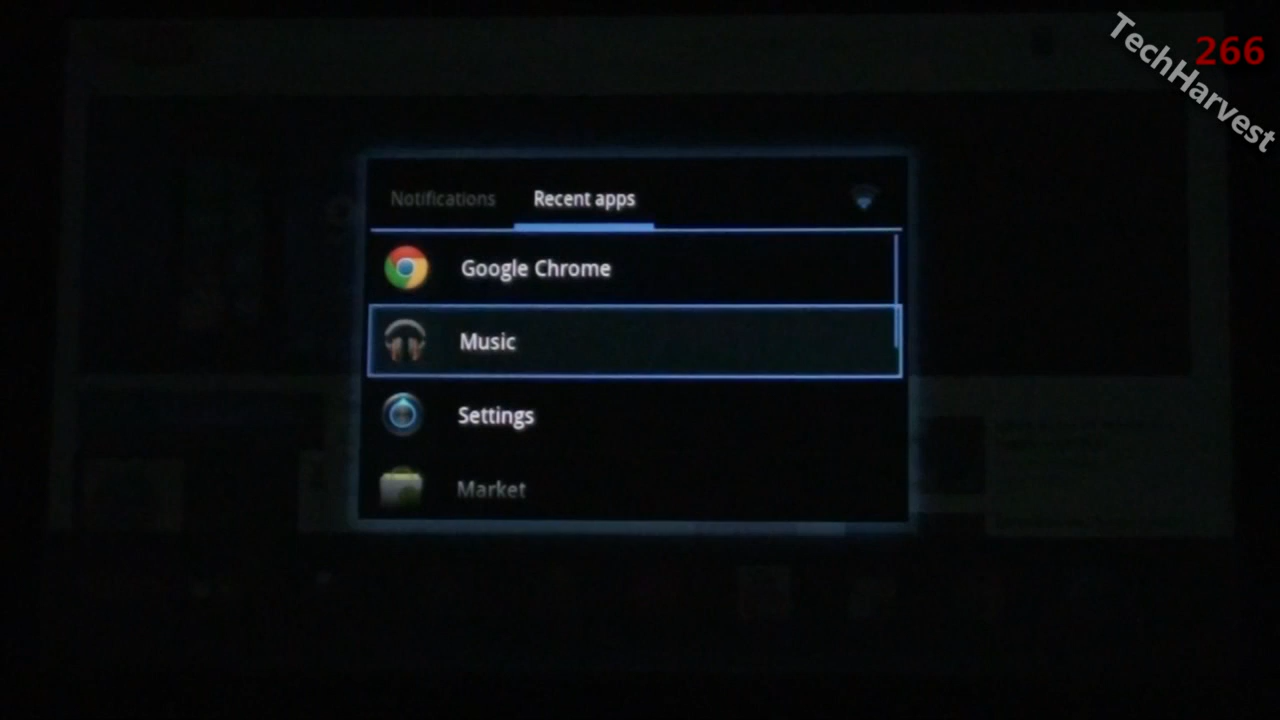 TechHarvest
266
Notifications
Recent apps
Google Chrome
Music
Settings
Market